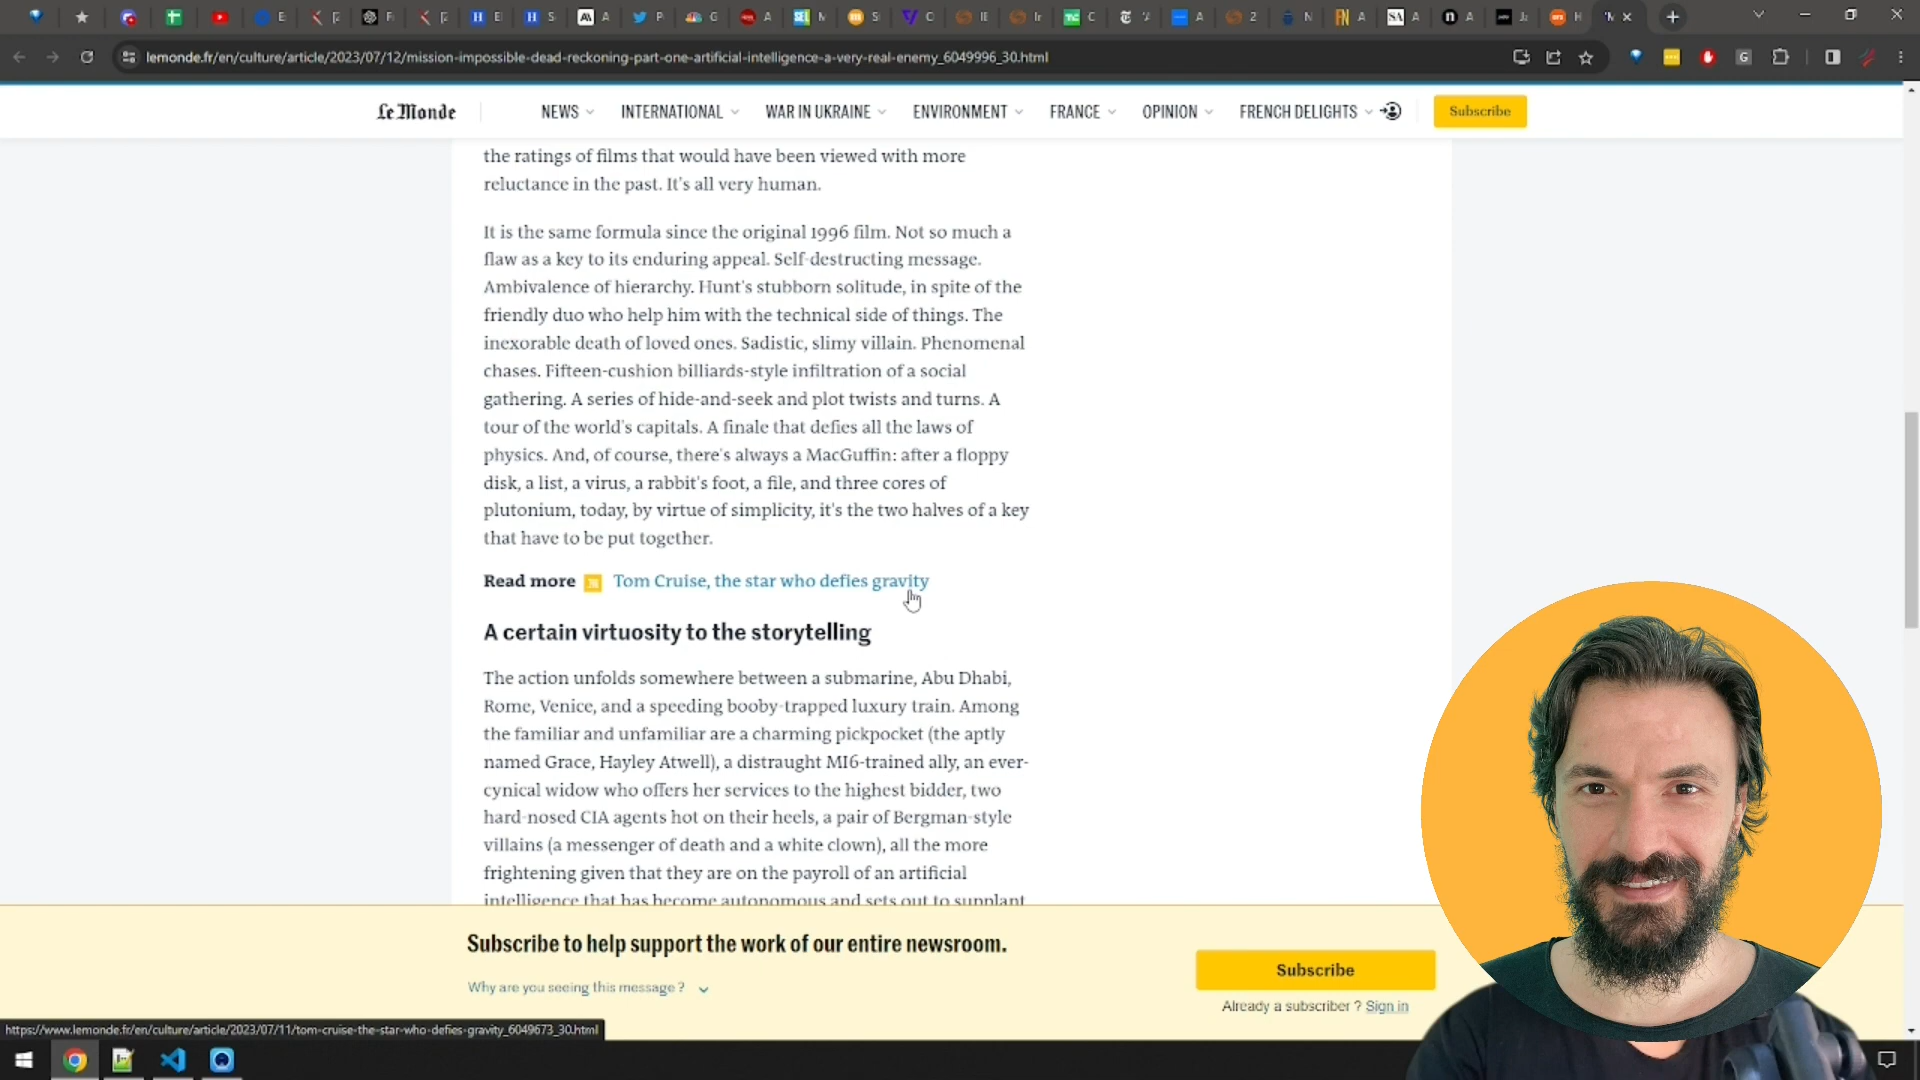 lemonde.fr/en/culture/article/2023/07/12/mission-impossible-dead-reckoning-part-one-artificial-intelligence-a-very-real-enemy_6049996_30.html
Le Monde
NEWS INTERNATIONAL WAR IN UKRAINE ENVIRONMENT FRANCE OPINION FRENCH DELIGHTS Subscribe
the ratings of films that would have been viewed with more
reluctance in the past. It's all very human.
It is the same formula since the original 1996 film. Not so much a
flaw as a key to its enduring appeal. Self-destructing message.
Ambivalence of hierarchy. Hunt's stubborn solitude, in spite of the
friendly duo who help him with the technical side of things. The
inexorable death of loved ones. Sadistic, slimy villain. Phenomenal
chases. Fifteen-cushion billiards-style infiltration of a social
gathering. A series of hide-and-seek and plot twists and turns. A
tour of the world's capitals. A finale that defies all the laws of
physics. And, of course, there's always a MacGuffin: after a floppy
disk, a list, a virus, a rabbit's foot, a file, and three cores of
plutonium, today, by virtue of simplicity, it's the two halves of a key
that have to be put together.
Read more Tom Cruise, the star who defies gravity
A certain virtuosity to the storytelling
The action unfolds somewhere between a submarine, Abu Dhabi,
Rome, Venice, and a speeding booby-trapped luxury train. Among
the familiar and unfamiliar are a charming pickpocket (the aptly
named Grace, Hayley Atwell), a distraught MI6-trained ally, an ever-
cynical widow who offers her services to the highest bidder, two
hard-nosed CIA agents hot on their heels, a pair of Bergman-style
villains (a messenger of death and a white clown), all the more
frightening given that they are on the payroll of an artificial
intelligence that has become autonomous and sets out to supplant
Subscribe to help support the work of our entire newsroom.
Why are you seeing this message ?
Subscribe
Already a subscriber ? Sign in
https://www.lemonde.fr/en/culture/article/2023/07/11/tom-cruise-the-star-who-defies-gravity_6049673_30.html